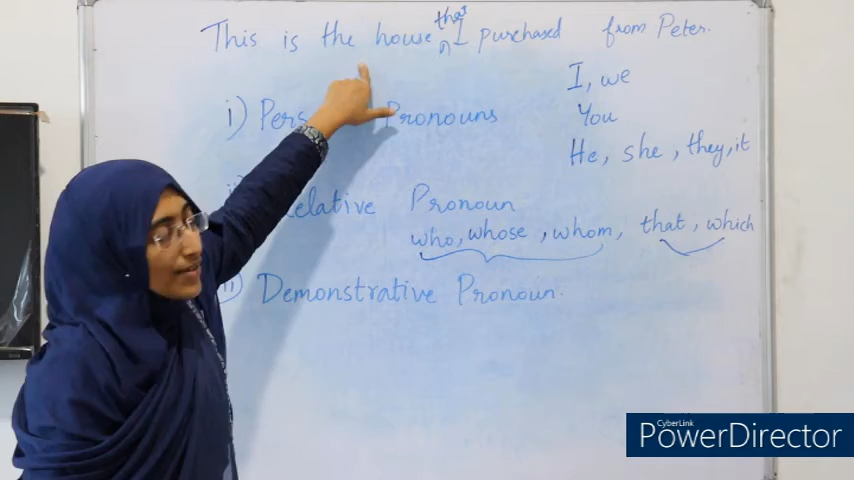 that
This is the house I purchased from Peter.
I, we
i) Pers Pronouns
You
He, she, they, it
elative Pronoun
who, whose, whom, that, which
Demonstrative Pronoun.
CyberLink
PowerDirector